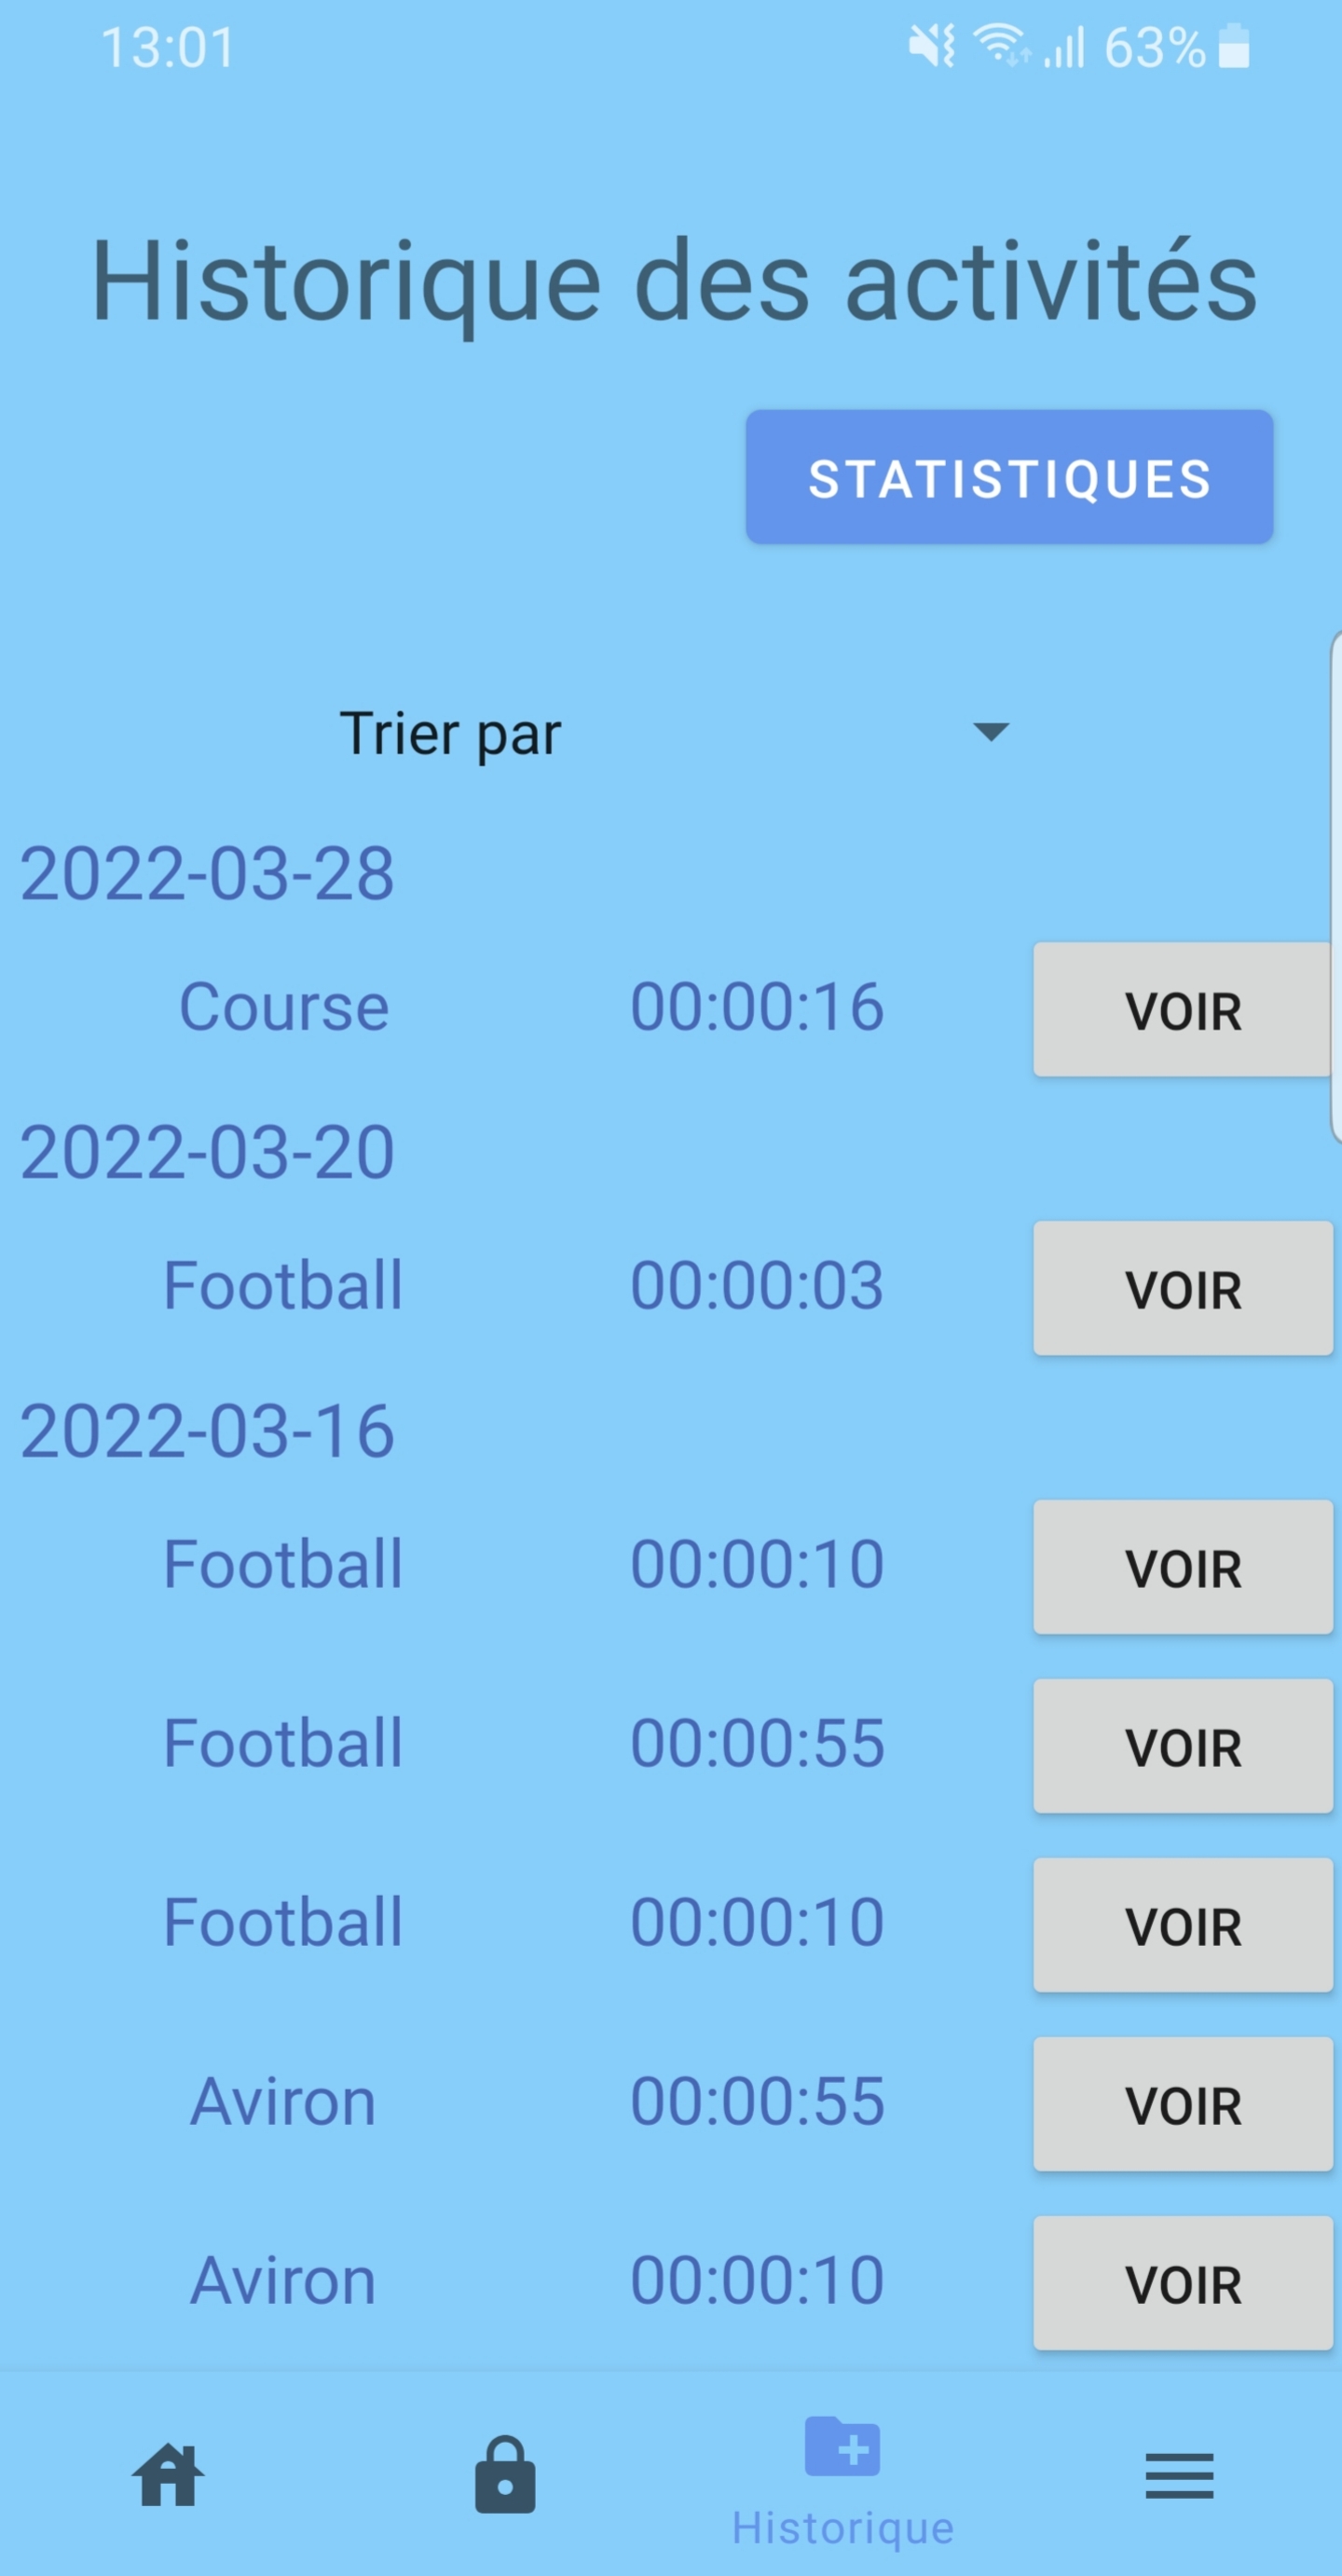 13:01 63%
Historique des activités
STATISTIQUES
Trier par
2022-03-28
Course 00:00:16 VOIR
2022-03-20
Football 00:00:03 VOIR
2022-03-16
Football 00:00:10 VOIR
Football 00:00:55 VOIR
Football 00:00:10 VOIR
Aviron 00:00:55 VOIR
Aviron 00:00:10 VOIR
Historique